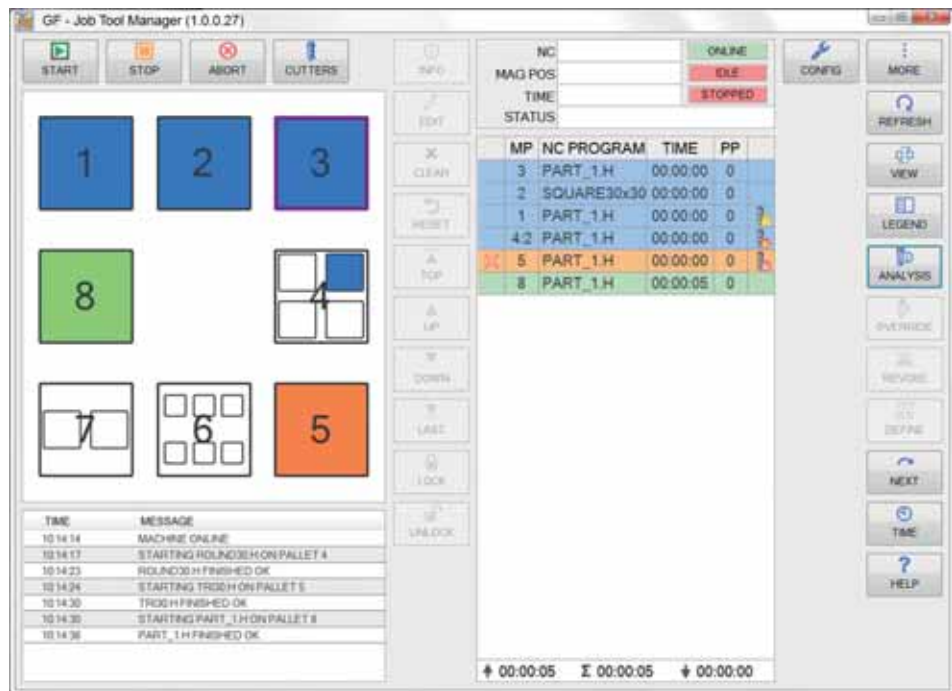 GF - Job Tool Manager (1.0.0.27)
START STOP ABORT CUTTERS
INFO
EDIT
CLEAR
RESET
TOP
UP
DOWN
LAST
LOCK
UNLOCK
NC ONLINE
MAG POS IDLE
TIME STOPPED
STATUS
CONFIG
MORE
REFRESH
VIEW
LEGEND
ANALYSIS
OVERRIDE
REVOKE
DEFINE
NEXT
TIME
HELP
1 2 3
8 4
7 6 5
MP NC PROGRAM TIME PP
3 PART_1.H 00:00:00 0
2 SQUARE30x30 00:00:00 0
1 PART_1.H 00:00:00 0
4:2 PART_1.H 00:00:00 0
5 PART_1.H 00:00:00 0
8 PART_1.H 00:00:05 0
TIME MESSAGE
10:14:14 MACHINE ONLINE
10:14:17 STARTING ROUND30.H ON PALLET 4
10:14:23 ROUND30.H FINISHED OK
10:14:24 STARTING TRI30.H ON PALLET 5
10:14:30 TRI30.H FINISHED OK
10:14:30 STARTING PART_1.H ON PALLET 8
10:14:36 PART_1.H FINISHED OK
00:00:05 Σ 00:00:05 00:00:00